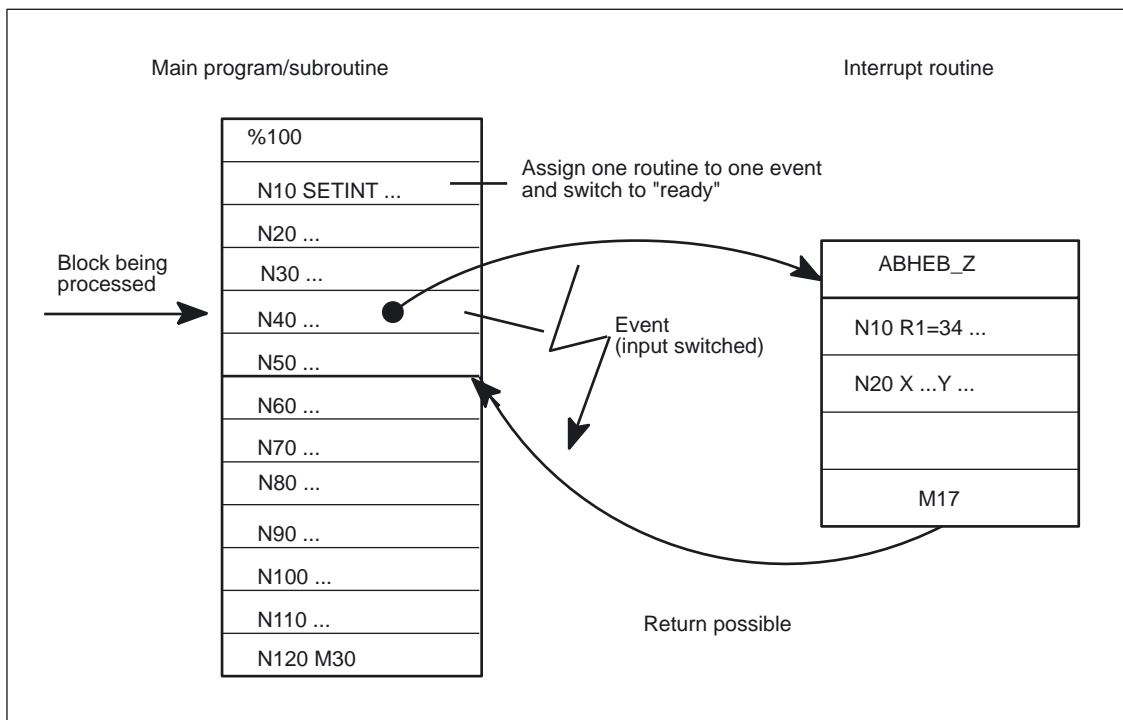 Main program/subroutine
Interrupt routine
%100
N10 SETINT ...
N20 ...
N30 ...
N40 ...
N50 ...
N60 ...
N70 ...
N80 ...
N90 ...
N100 ...
N110 ...
N120 M30
Assign one routine to one event
and switch to "ready"
Block being
processed
Event
(input switched)
ABHEB_Z
N10 R1=34 ...
N20 X ...Y ...
M17
Return possible